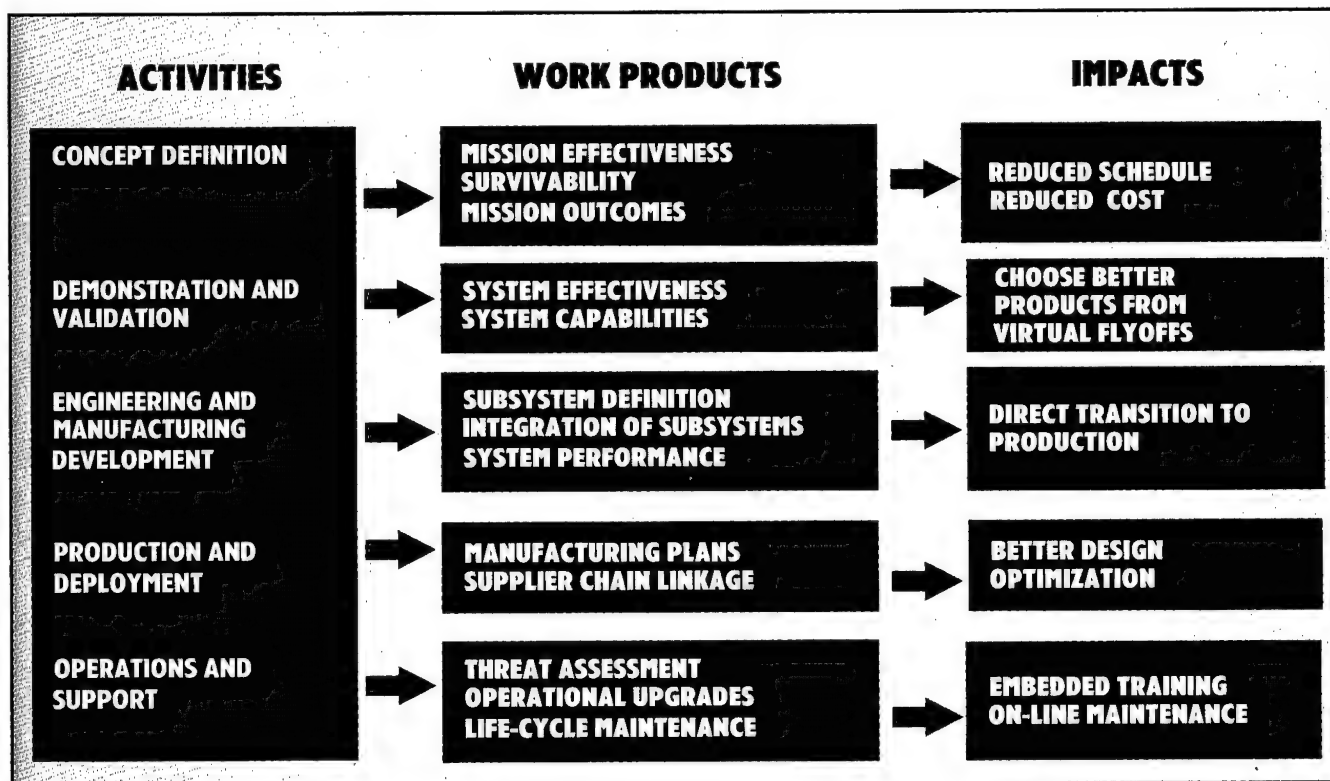 ACTIVITIES
WORK PRODUCTS
IMPACTS
CONCEPT DEFINITION
MISSION EFFECTIVENESS
SURVIVABILITY
MISSION OUTCOMES
REDUCED SCHEDULE
REDUCED COST
DEMONSTRATION AND
VALIDATION
SYSTEM EFFECTIVENESS
SYSTEM CAPABILITIES
CHOOSE BETTER
PRODUCTS FROM
VIRTUAL FLYOFFS
ENGINEERING AND
MANUFACTURING
DEVELOPMENT
SUBSYSTEM DEFINITION
INTEGRATION OF SUBSYSTEMS
SYSTEM PERFORMANCE
DIRECT TRANSITION TO
PRODUCTION
PRODUCTION AND
DEPLOYMENT
MANUFACTURING PLANS
SUPPLIER CHAIN LINKAGE
BETTER DESIGN
OPTIMIZATION
OPERATIONS AND
SUPPORT
THREAT ASSESSMENT
OPERATIONAL UPGRADES
LIFE-CYCLE MAINTENANCE
EMBEDDED TRAINING
ON-LINE MAINTENANCE